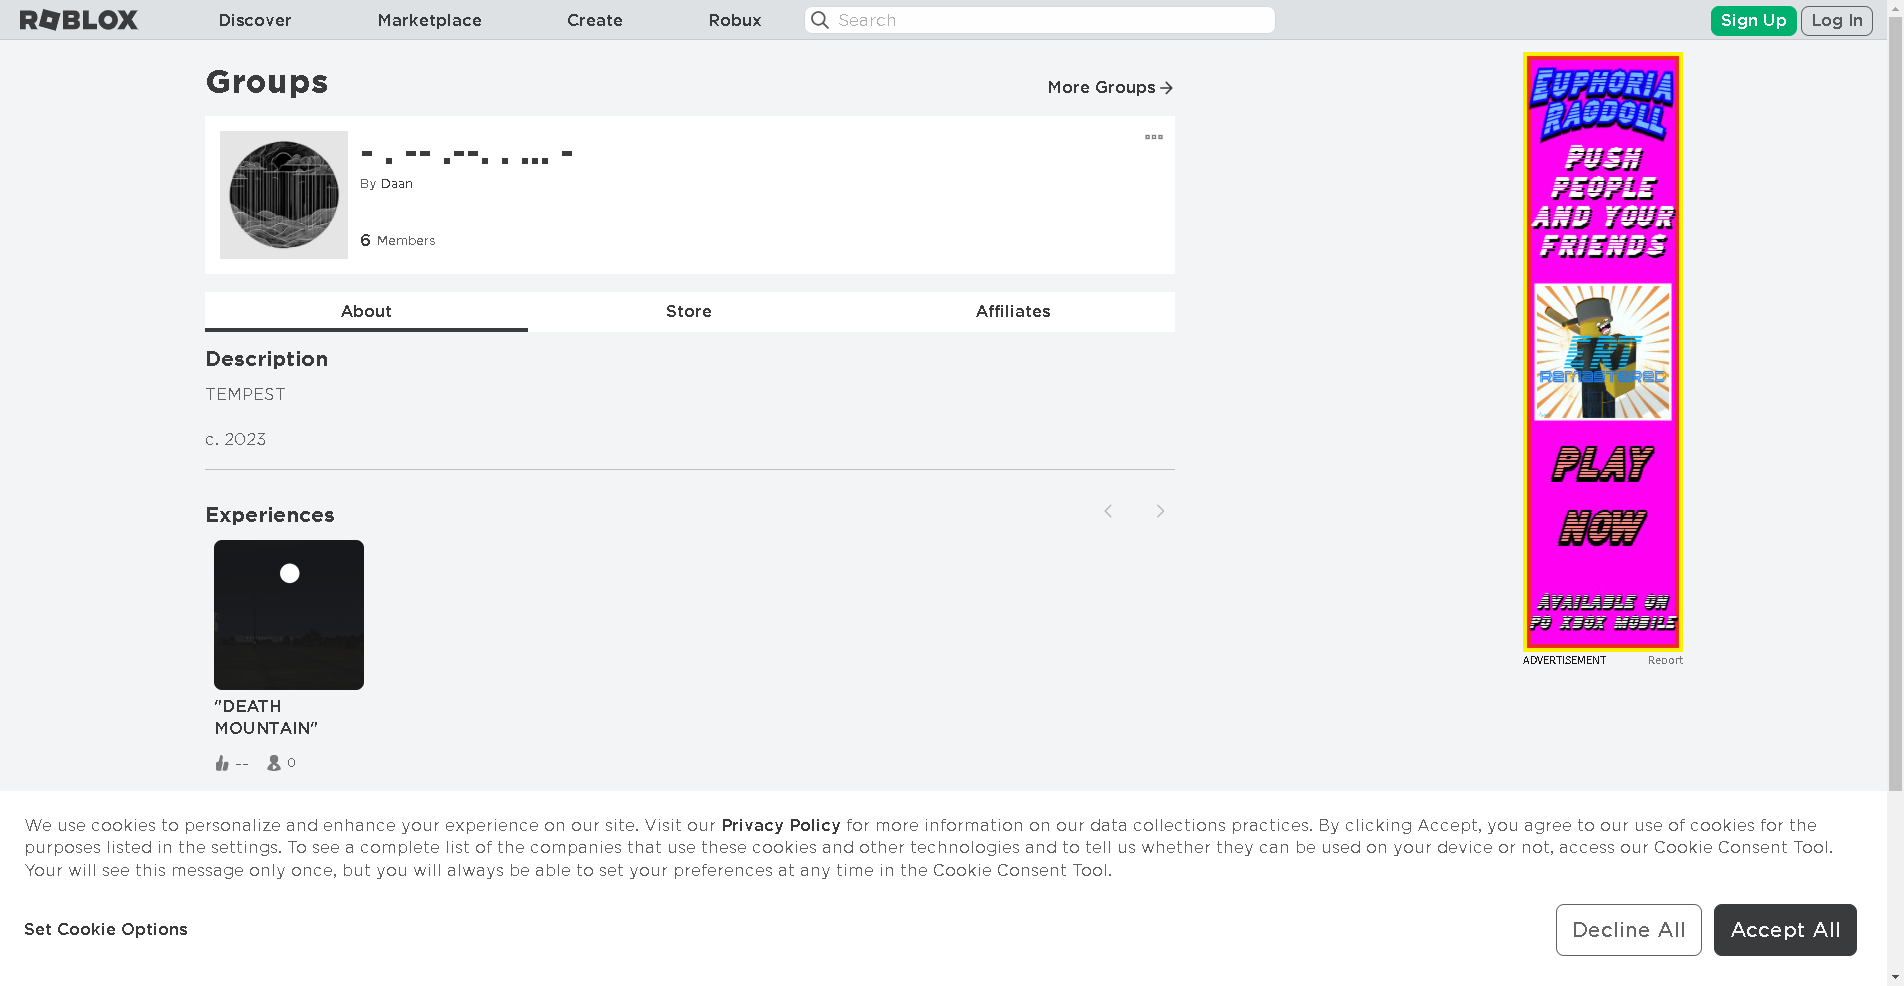 ROBLOX Discover Marketplace Create Robux Search Sign Up Log In
Groups
More Groups
- . -- .--. . ... -
By Daan
6 Members
About Store Affiliates
Description
TEMPEST
c. 2023
Experiences
"DEATH
MOUNTAIN"
-- 0
EUPHORIA
RAGDOLL
PUSH
PEOPLE
AND YOUR
FRIENDS
ERT
REMASTERED
PLAY
NOW
AVAILABLE ON
PC XBOX MOBILE
ADVERTISEMENT Report
We use cookies to personalize and enhance your experience on our site. Visit our Privacy Policy for more information on our data collections practices. By clicking Accept, you agree to our use of cookies for the
purposes listed in the settings. To see a complete list of the companies that use these cookies and other technologies and to tell us whether they can be used on your device or not, access our Cookie Consent Tool.
Your will see this message only once, but you will always be able to set your preferences at any time in the Cookie Consent Tool.
Set Cookie Options
Decline All Accept All